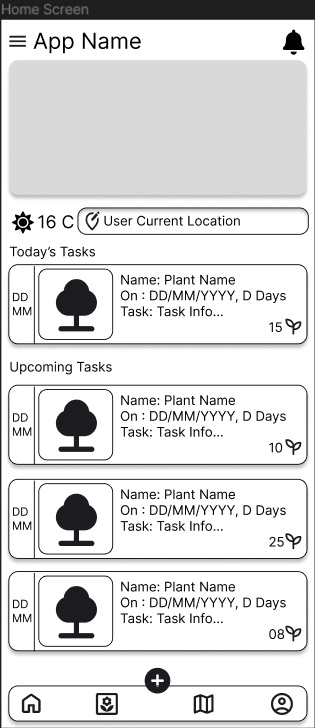 Home Screen
App Name
16 C
User Current Location
Today's Tasks
DD
MM
Name: Plant Name
On : DD/MM/YYYY, D Days
Task: Task Info...
15
Upcoming Tasks
DD
MM
Name: Plant Name
On : DD/MM/YYYY, D Days
Task: Task Info...
10
DD
MM
Name: Plant Name
On : DD/MM/YYYY, D Days
Task: Task Info...
25
DD
MM
Name: Plant Name
On : DD/MM/YYYY, D Days
Task: Task Info...
08